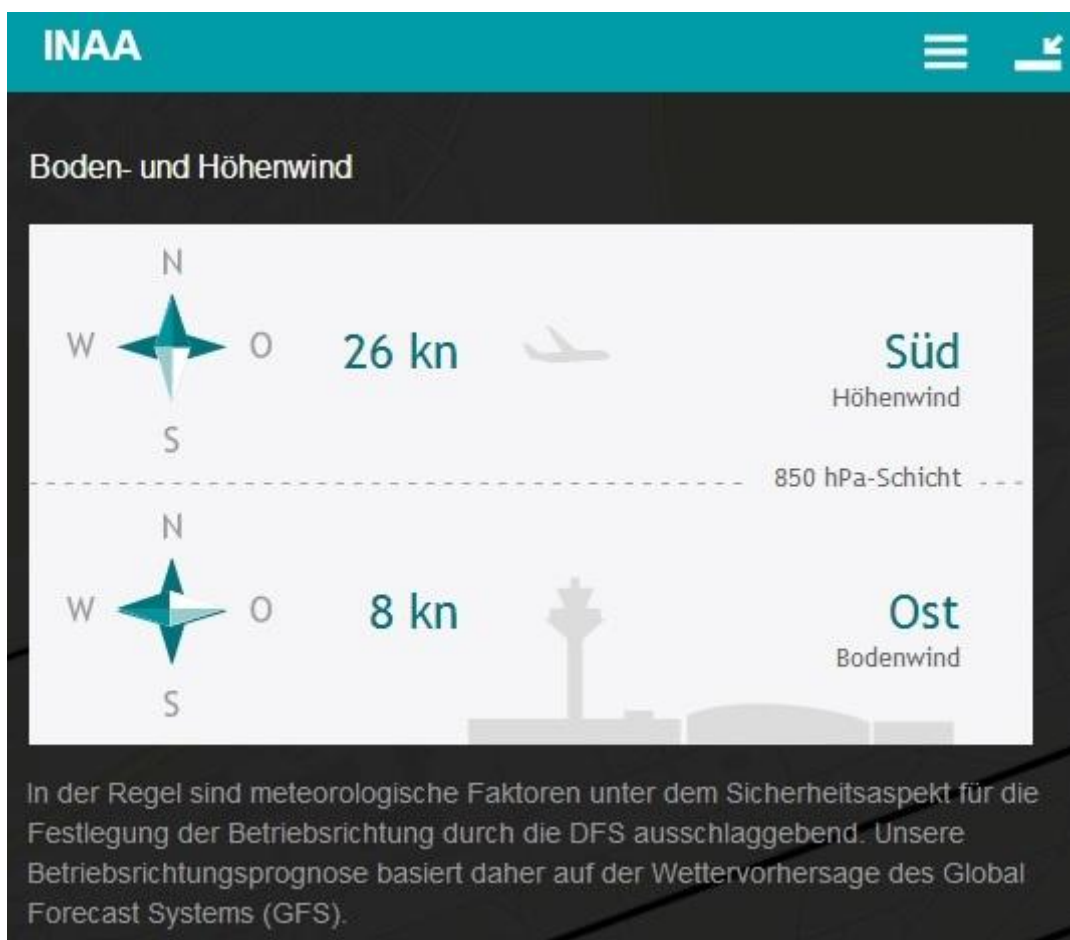 INAA
Boden- und Höhenwind
N
W O 26 kn Süd
Höhenwind
S
850 hPa-Schicht
N
W O 8 kn Ost
Bodenwind
S
In der Regel sind meteorologische Faktoren unter dem Sicherheitsaspekt für die
Festlegung der Betriebsrichtung durch die DFS ausschlaggebend. Unsere
Betriebsrichtungsprognose basiert daher auf der Wettervorhersage des Global
Forecast Systems (GFS).